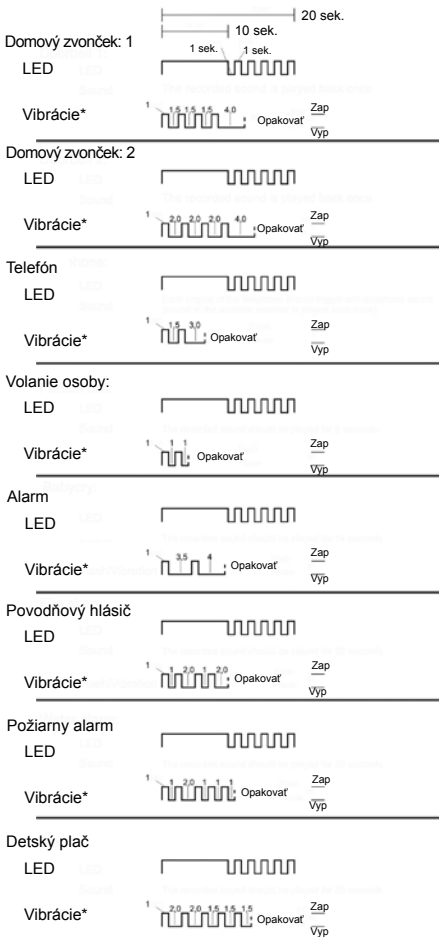 20 sek.
10 sek.
Domový zvonček: 1
1 sek. 1 sek.
LED
Vibrácie* 1 1,5 1,5 1,5 4,0 Opakovať Zap
Vyp
Domový zvonček: 2
LED
Vibrácie* 1 2,0 2,0 2,0 4,0 Opakovať Zap
Vyp
Telefón
LED
Vibrácie* 1 1,5 3,0 Opakovať Zap
Vyp
Volanie osoby:
LED
Vibrácie* 1 1 1 Opakovať Zap
Vyp
Alarm
LED
Vibrácie* 1 3,5 4 Opakovať Zap
Vyp
Povodňový hlásič
LED
Vibrácie* 1 1 2,0 1 2,0 Opakovať Zap
Vyp
Požiarny alarm
LED
Vibrácie* 1 1 2,0 1 1 1 Opakovať Zap
Vyp
Detský plač
LED
Vibrácie* 1 2,0 2,0 1,5 1,5 1,5 Opakovať Zap
Vyp